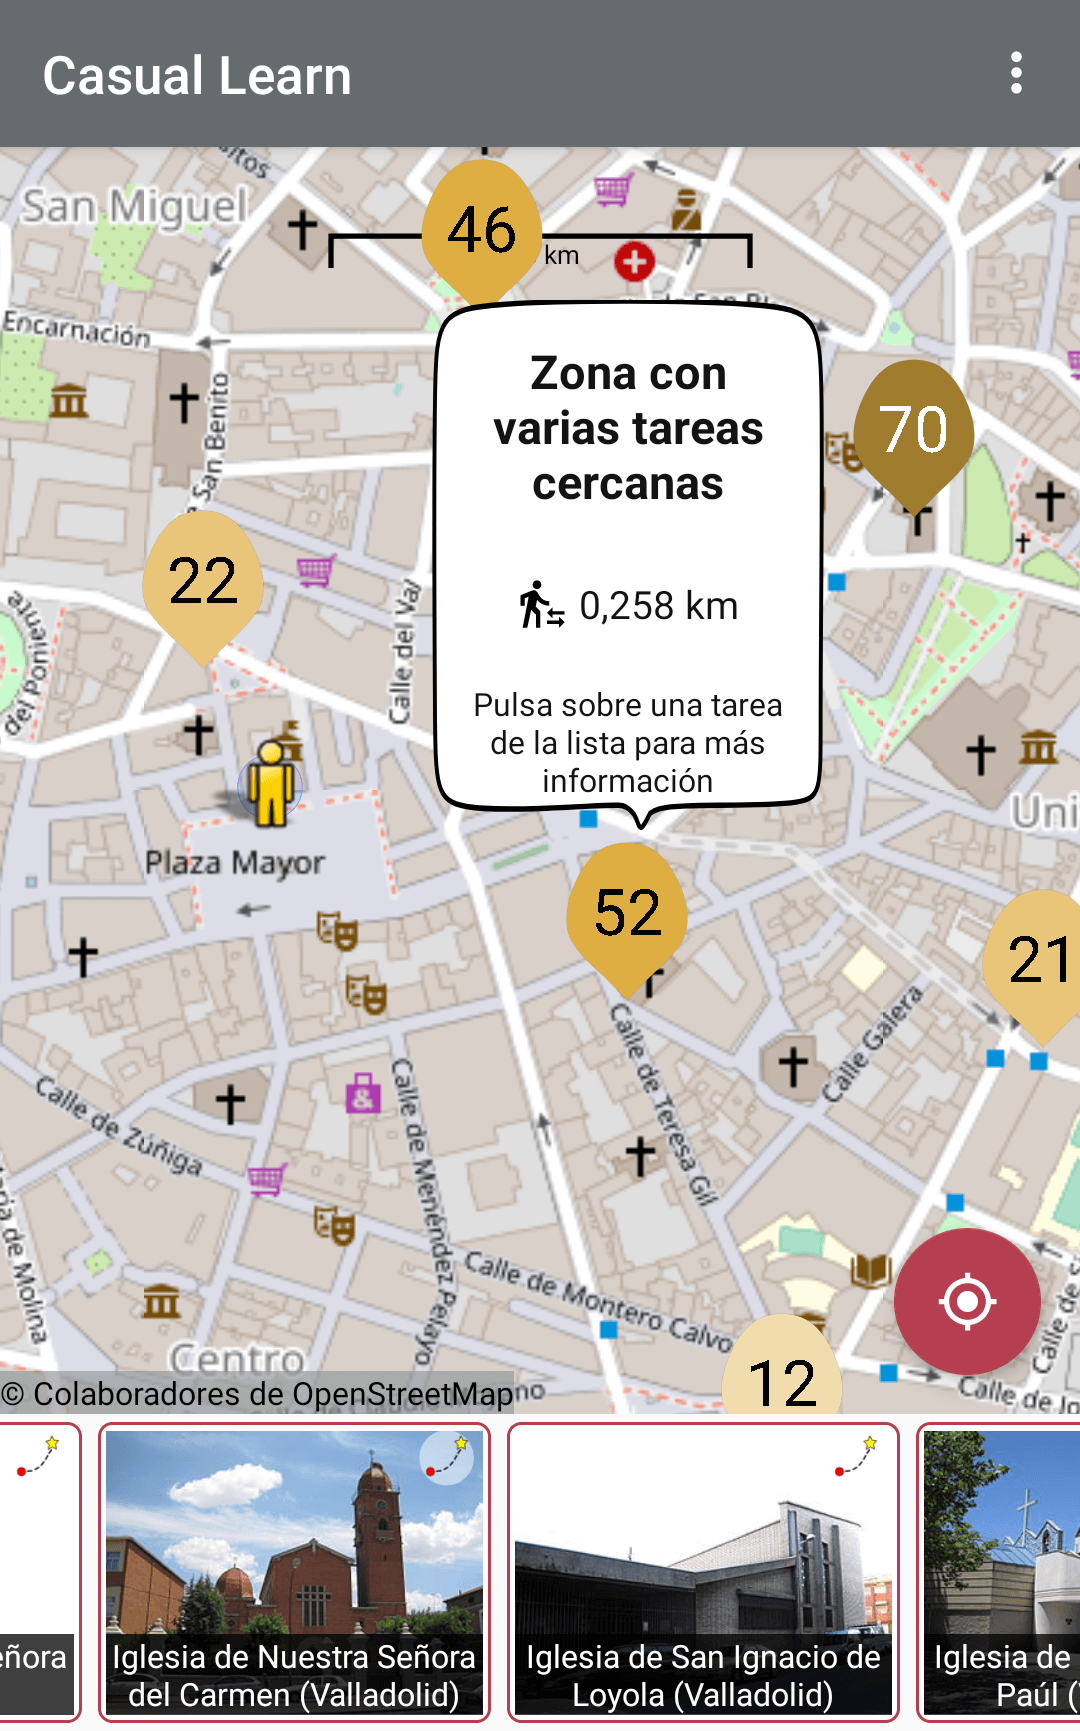 Casual Learn
San Miguel
46
km
Encarnación
San Benito
Zona con
varias tareas
cercanas
70
22
0,258 km
Calle del Val
del Poniente
Pulsa sobre una tarea
de la lista para más
información
Uni
Plaza Mayor
52
21
Calle Galera
Calle de Teresa Gil
Calle de Zúñiga
Calle de Menéndez Pelayo
Calle de Montero Calvo
Centro
12
© Colaboradores de OpenStreetMap
Iglesia de Nuestra Señora
del Carmen (Valladolid)
Iglesia de San Ignacio de
Loyola (Valladolid)
Iglesia de
Paúl (